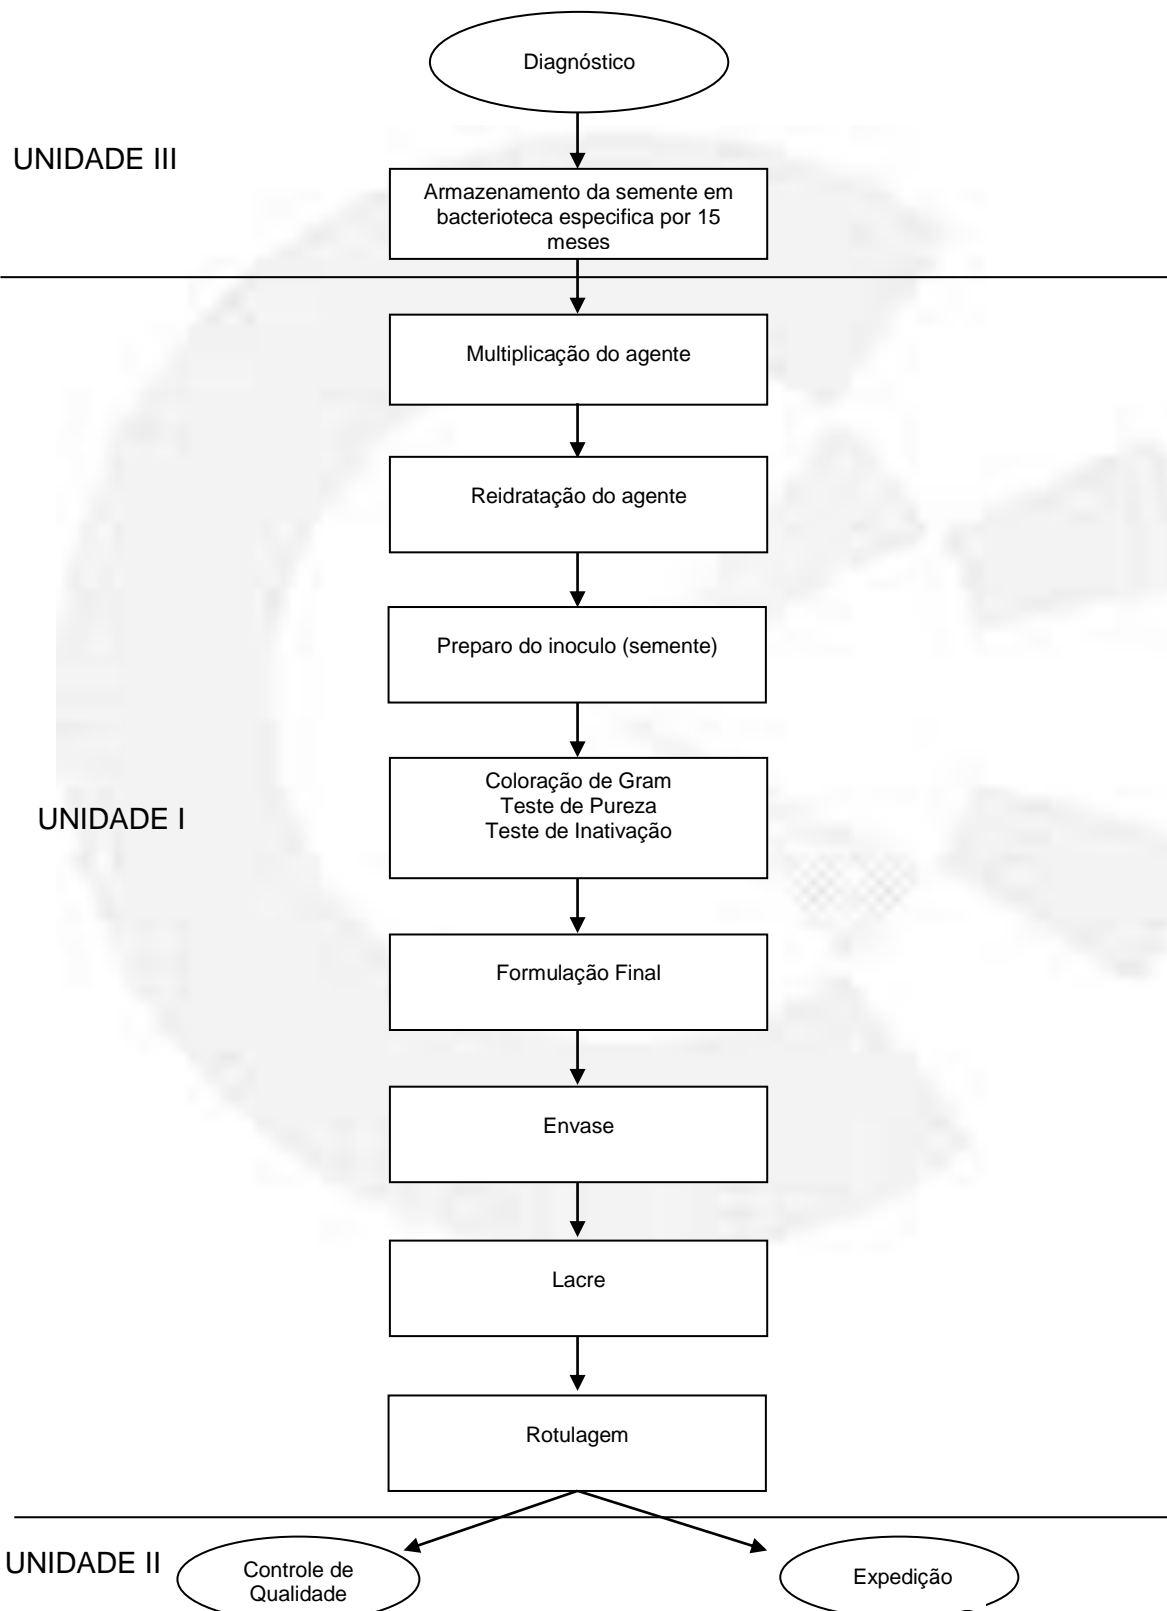 Diagnóstico
UNIDADE III
Armazenamento da semente em
bacterioteca especifica por 15
meses
Multiplicação do agente
Reidratação do agente
Preparo do inoculo (semente)
Coloração de Gram
Teste de Pureza
Teste de Inativação
UNIDADE I
Formulação Final
Envase
Lacre
Rotulagem
UNIDADE II
Controle de
Qualidade
Expedição